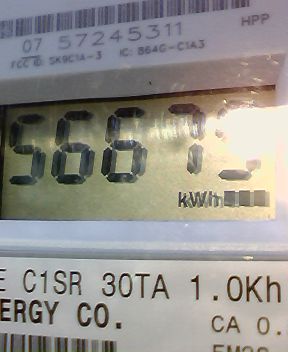 07 57245311 HPP
FCC ID: SK9C1A-3 IC: 864G-C1A3
56673
kWh
E C1SR 30TA 1.0Kh
ERGY CO.
CA 0.